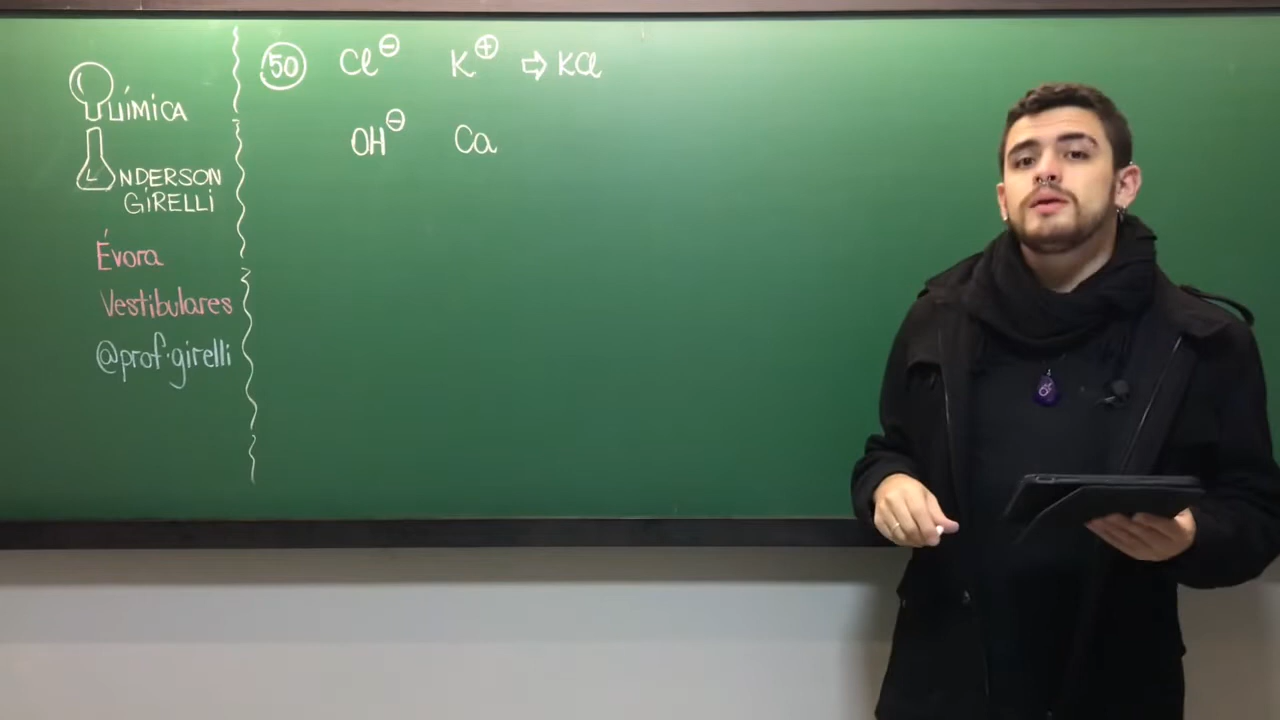 QUÍMICA
ANDERSON
GIRELLI
Évora
Vestibulares
@prof.girelli
50 Cl⊖ K⊕ ⇨ KCl
OH⊖ Ca